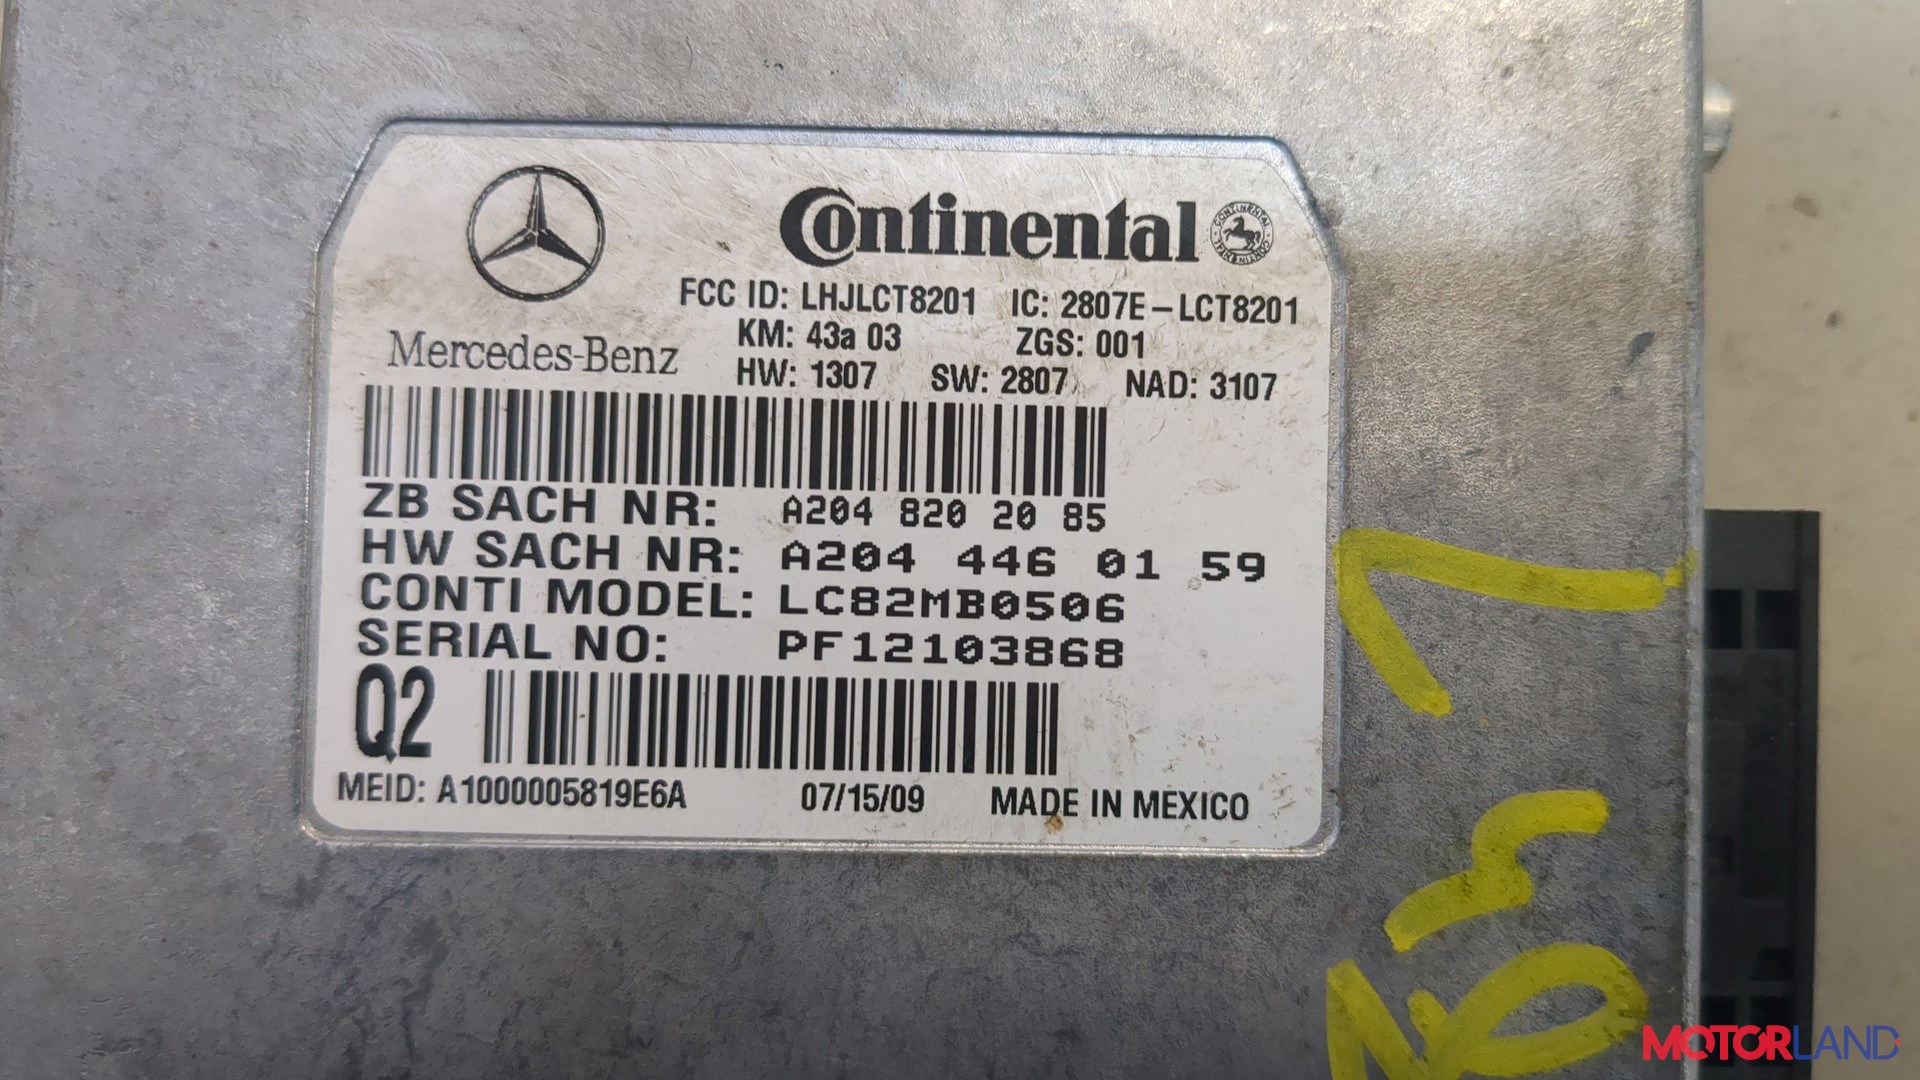 Continental
Mercedes-Benz
FCC ID: LHJLCT8201 IC: 2807E-LCT8201
KM: 43a 03 ZGS: 001
HW: 1307 SW: 2807 NAD: 3107
ZB SACH NR: A204 820 20 85
HW SACH NR: A204 446 01 59
CONTI MODEL: LC82MB0506
SERIAL NO: PF12103868
Q2
MEID: A1000005819E6A 07/15/09 MADE IN MEXICO
MOTORLAND